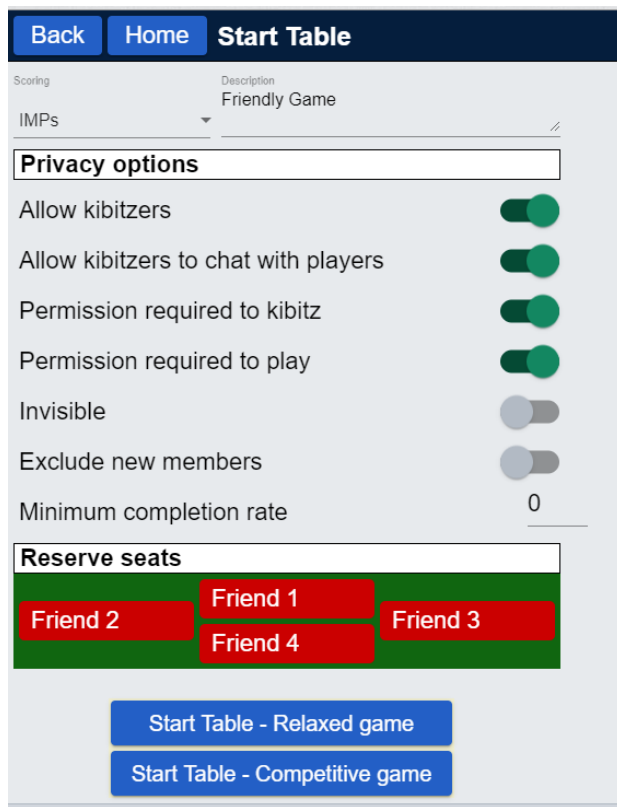 Back Home Start Table
Scoring
Description
Friendly Game
IMPs
Privacy options
Allow kibitzers
Allow kibitzers to chat with players
Permission required to kibitz
Permission required to play
Invisible
Exclude new members
Minimum completion rate 0
Reserve seats
Friend 1
Friend 2
Friend 3
Friend 4
Start Table - Relaxed game
Start Table - Competitive game